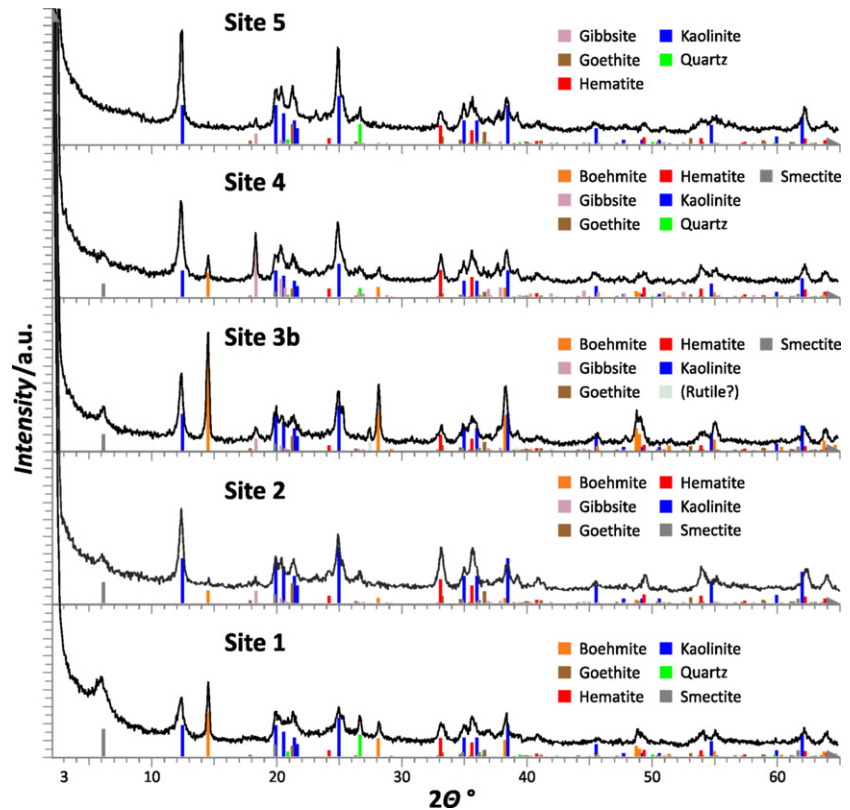 Site 5
Gibbsite Kaolinite
Goethite Quartz
Hematite
Site 4
Boehmite Hematite Smectite
Gibbsite Kaolinite
Goethite Quartz
Site 3b
Boehmite Hematite Smectite
Gibbsite Kaolinite
Goethite (Rutile?)
Intensity/a.u.
Site 2
Boehmite Hematite
Gibbsite Kaolinite
Goethite Smectite
Site 1
Boehmite Kaolinite
Goethite Quartz
Hematite Smectite
3 10 20 30 40 50 60
2Θ °